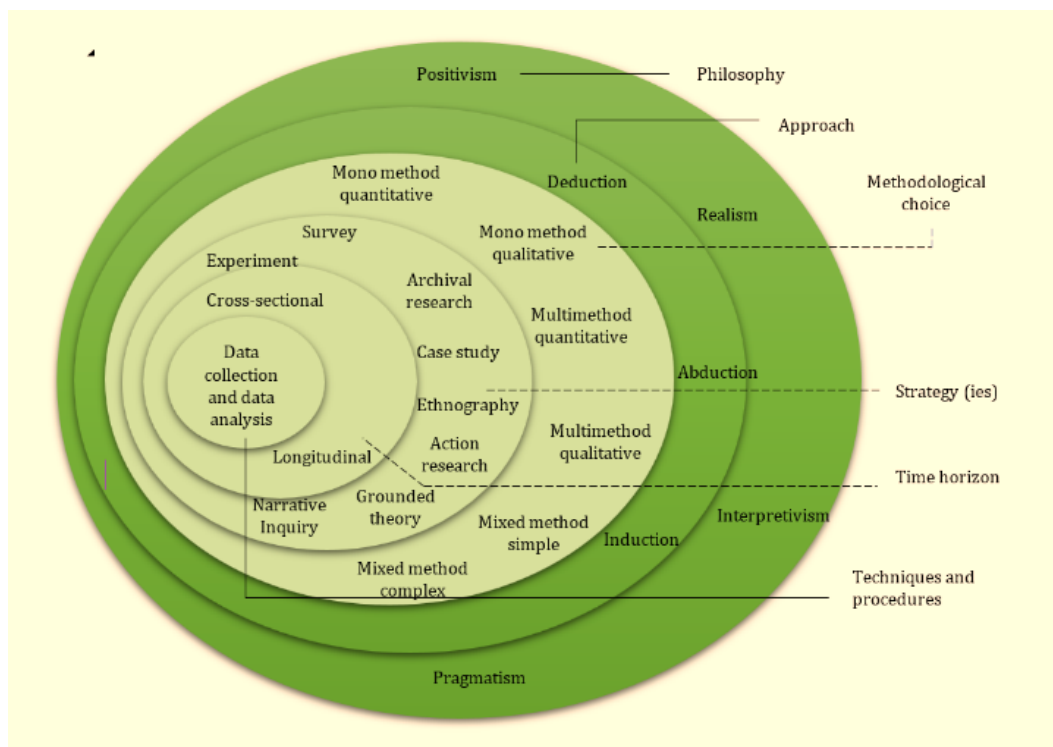 Positivism
Philosophy
Approach
Mono method
quantitative
Deduction
Methodological
choice
Realism
Survey
Mono method
qualitative
Experiment
Archival
research
Cross-sectional
Multimethod
quantitative
Data
collection
and data
analysis
Case study
Abduction
Strategy (ies)
Ethnography
Multimethod
qualitative
Action
research
Longitudinal
Time horizon
Grounded
theory
Narrative
Inquiry
Interpretivism
Mixed method
simple
Induction
Mixed method
complex
Techniques and
procedures
Pragmatism